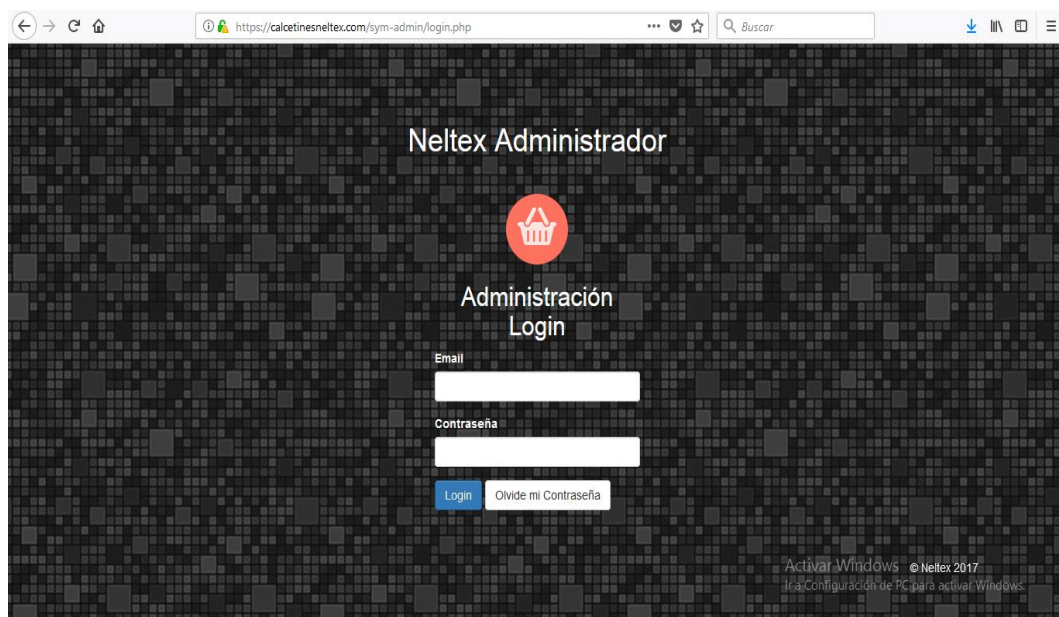 https://calcetinesneltex.com/sym-admin/login.php
Buscar
Neltex Administrador
Administración
Login
Email
Contraseña
Login Olvide mi Contraseña
Activar Windows © Neltex 2017
Ir a Configuración de PC para activar Windows.